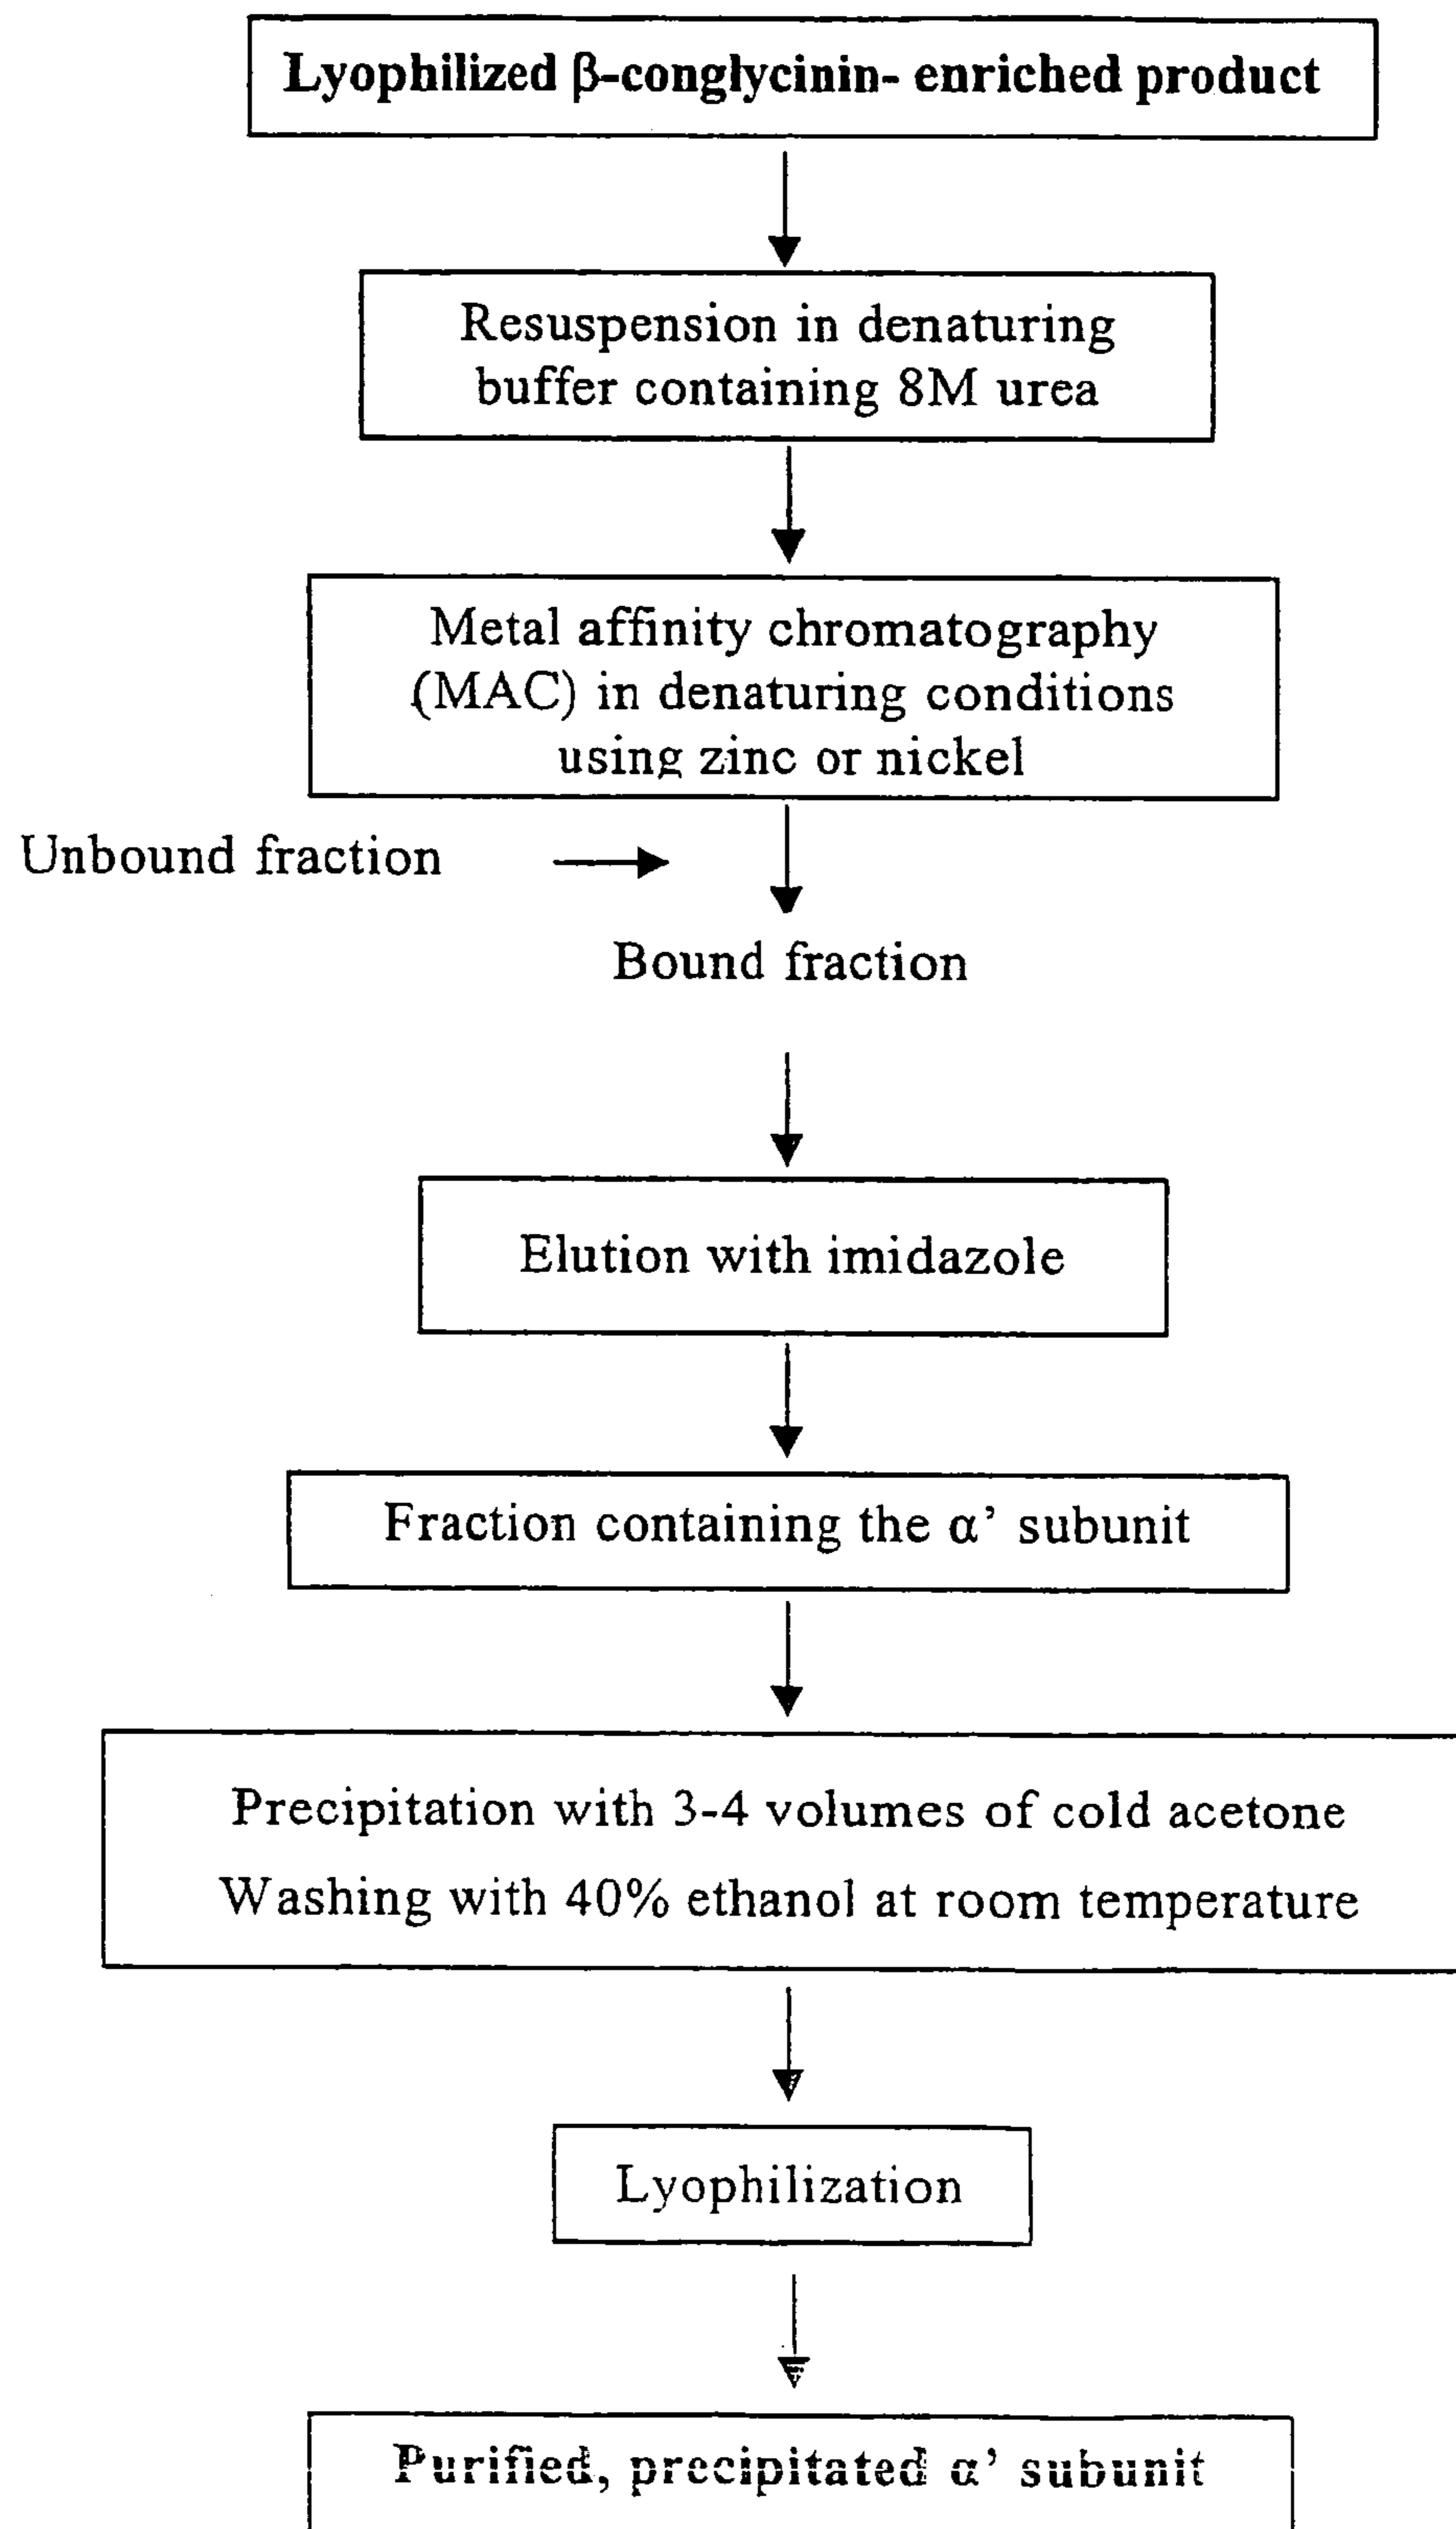 Lyophilized β-conglycinin- enriched product
Resuspension in denaturing
buffer containing 8M urea
Metal affinity chromatography
(MAC) in denaturing conditions
using zinc or nickel
Unbound fraction
Bound fraction
Elution with imidazole
Fraction containing the α’ subunit
Precipitation with 3-4 volumes of cold acetone
Washing with 40% ethanol at room temperature
Lyophilization
Purified, precipitated α’ subunit